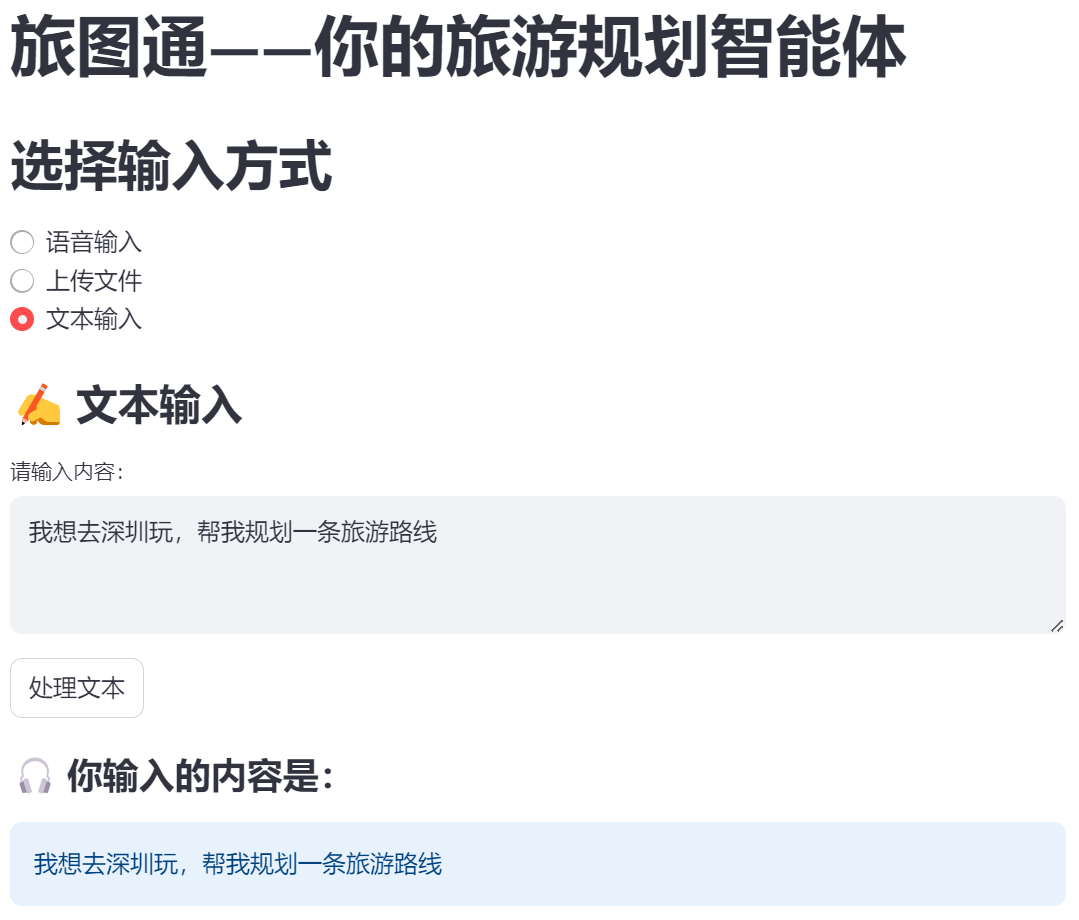 旅图通——你的旅游规划智能体
选择输入方式
语音输入
上传文件
文本输入
✍️ 文本输入
请输入内容：
我想去深圳玩，帮我规划一条旅游路线
处理文本
🎧 你输入的内容是：
我想去深圳玩，帮我规划一条旅游路线